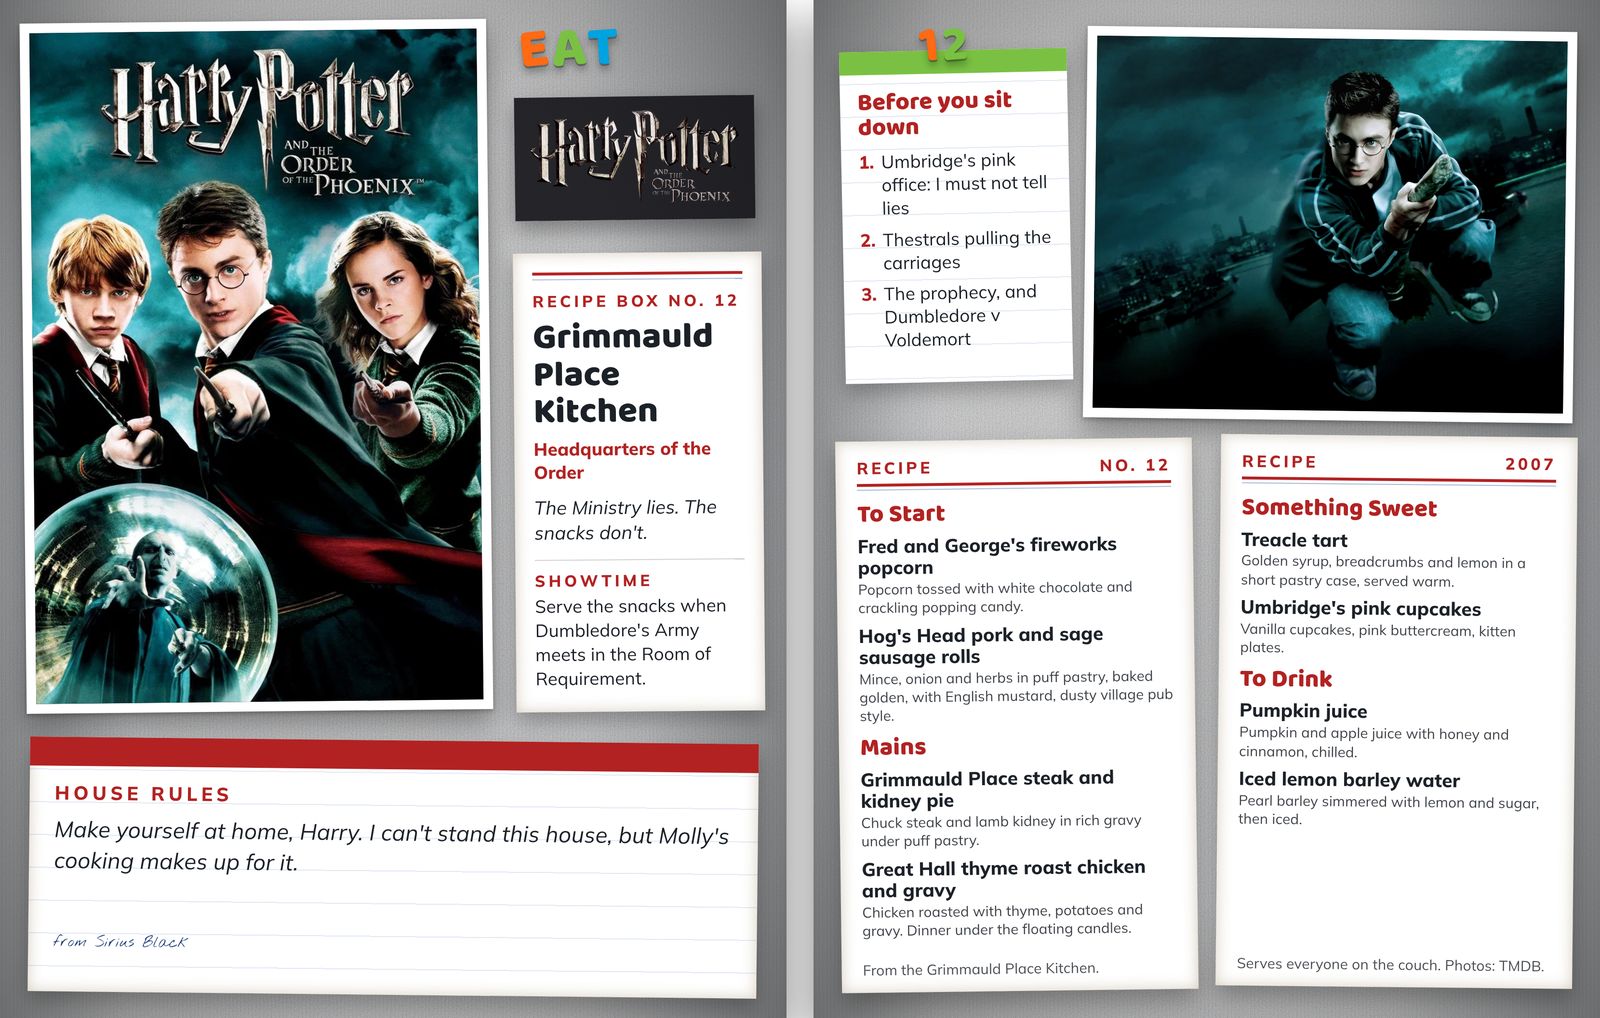 Harry Potter
AND THE
ORDER
OF THE PHOENIX™
EAT
Harry Potter
AND THE
ORDER
OF THE PHOENIX
RECIPE BOX NO. 12
Grimmauld
Place
Kitchen
Headquarters of the
Order
The Ministry lies. The
snacks don't.
SHOWTIME
Serve the snacks when
Dumbledore's Army
meets in the Room of
Requirement.
HOUSE RULES
Make yourself at home, Harry. I can't stand this house, but Molly's
cooking makes up for it.
from Sirius Black
12
Before you sit
down
1. Umbridge's pink
office: I must not tell
lies
2. Thestrals pulling the
carriages
3. The prophecy, and
Dumbledore v
Voldemort
RECIPE NO. 12
To Start
Fred and George's fireworks
popcorn
Popcorn tossed with white chocolate and
crackling popping candy.
Hog's Head pork and sage
sausage rolls
Mince, onion and herbs in puff pastry, baked
golden, with English mustard, dusty village pub
style.
Mains
Grimmauld Place steak and
kidney pie
Chuck steak and lamb kidney in rich gravy
under puff pastry.
Great Hall thyme roast chicken
and gravy
Chicken roasted with thyme, potatoes and
gravy. Dinner under the floating candles.
From the Grimmauld Place Kitchen.
RECIPE 2007
Something Sweet
Treacle tart
Golden syrup, breadcrumbs and lemon in a
short pastry case, served warm.
Umbridge's pink cupcakes
Vanilla cupcakes, pink buttercream, kitten
plates.
To Drink
Pumpkin juice
Pumpkin and apple juice with honey and
cinnamon, chilled.
Iced lemon barley water
Pearl barley simmered with lemon and sugar,
then iced.
Serves everyone on the couch. Photos: TMDB.